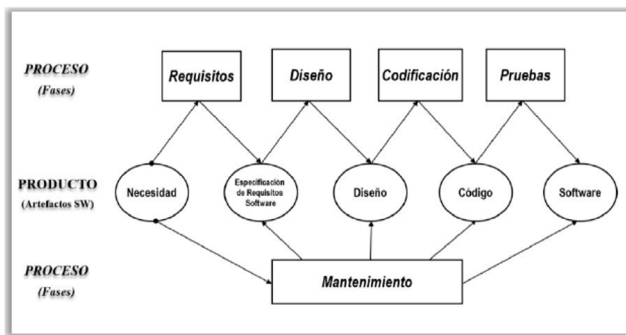 PROCESO
(Fases)
Requisitos
Diseño
Codificación
Pruebas
PRODUCTO
(Artefactos SW)
Necesidad
Especificación
de Requisitos
Software
Diseño
Código
Software
PROCESO
(Fases)
Mantenimiento